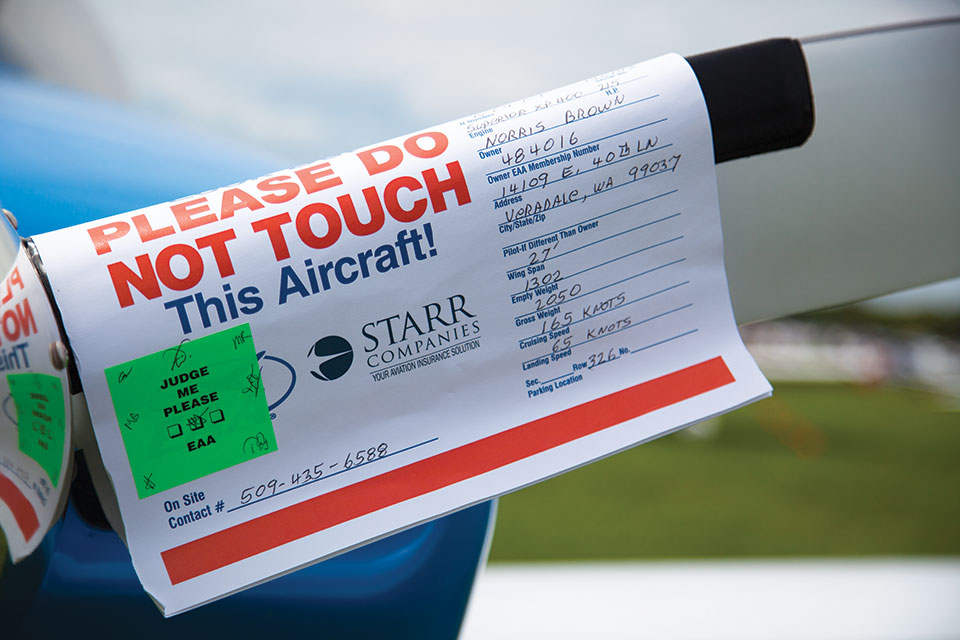 PLEASE DO
NOT TOUCH
This Aircraft!
JUDGE
ME
PLEASE
EAA
STARR
COMPANIES
YOUR AVIATION INSURANCE SOLUTION
On Site
Contact # 509-435-6588
SUPERIOR XP400 215
Engine H.P.
NORRIS BROWN
Owner
484016
Owner EAA Membership Number
14109 E. 40th LN
Address
VERADALE, WA 99037
City/State/Zip
Pilot-If Different Than Owner
27'
Wing Span
1302
Empty Weight
2050
Gross Weight
165 KNOTS
Cruising Speed
65 KNOTS
Landing Speed
Sec. Row 326 No.
Parking Location